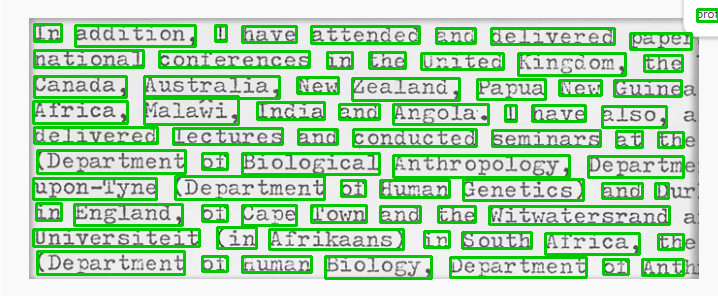 In addition, I have attended and delivered paper
national conferences in the United Kingdom, the
Canada, Australia, New Zealand, Papua New Guinea
Africa, Malaŵi, India and Angola. I have also, a
delivered lectures and conducted seminars at the
(Department of Biological Anthropology, Departme
upon-Tyne (Department of Human Genetics) and Dur
in England, of Cape Town and the Witwatersrand a
Universiteit (in Afrikaans) in South Africa, the
(Department of Human Biology, Department of Anth